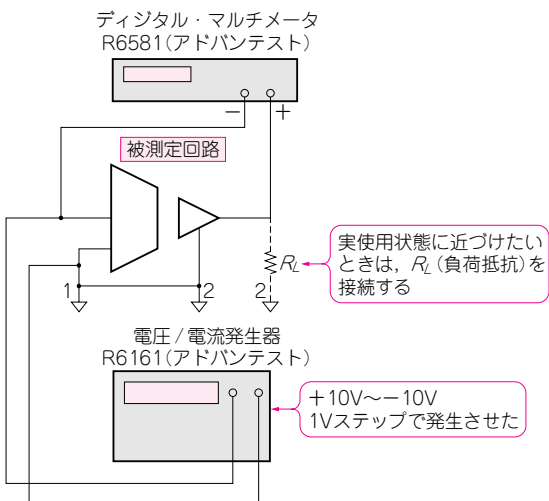 ディジタル・マルチメータ
R6581(アドバンテスト)
− +
被測定回路
R_L
実使用状態に近づけたい
ときは，R_L(負荷抵抗)を
接続する
1 2 2
電圧/電流発生器
R6161(アドバンテスト)
＋10V〜−10V
1Vステップで発生させた